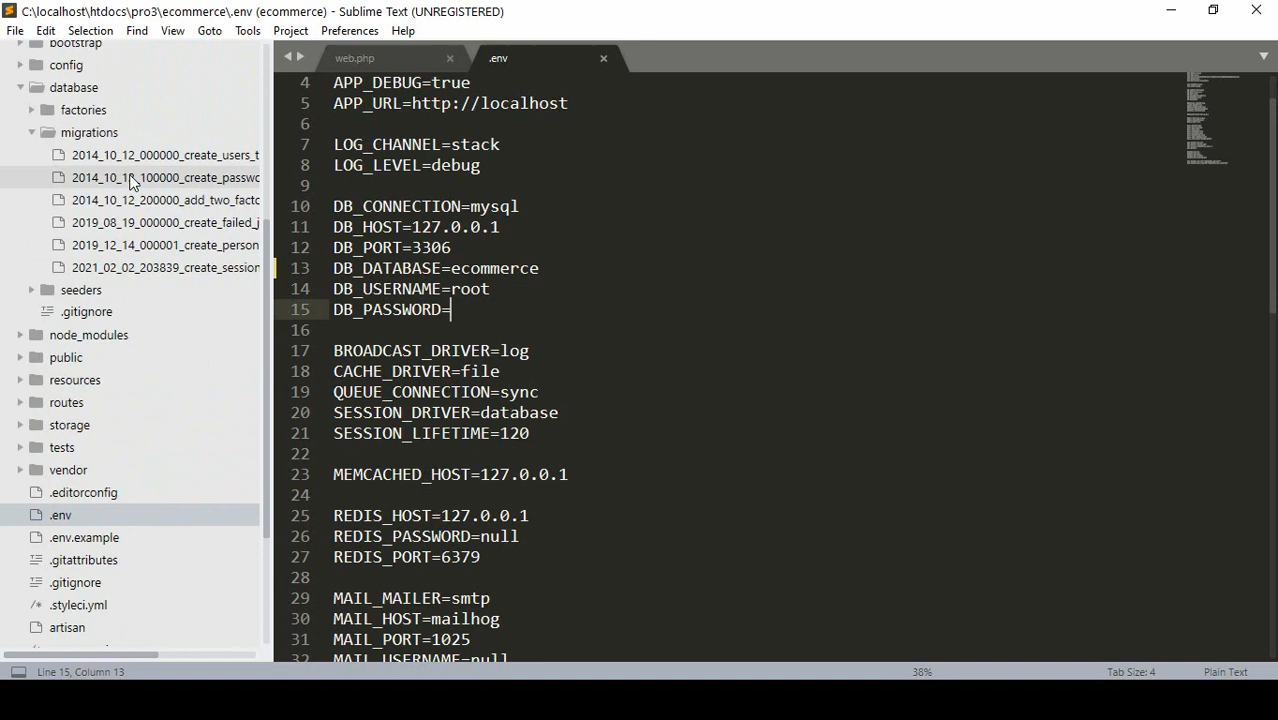 C:\localhost\htdocs\pro3\ecommerce\.env (ecommerce) - Sublime Text (UNREGISTERED)
File Edit Selection Find View Goto Tools Project Preferences Help
bootstrap
config
database
factories
migrations
2014_10_12_000000_create_users_t
2014_10_12_100000_create_passwo
2014_10_12_200000_add_two_facto
2019_08_19_000000_create_failed_j
2019_12_14_000001_create_person
2021_02_02_203839_create_session
seeders
.gitignore
node_modules
public
resources
routes
storage
tests
vendor
.editorconfig
.env
.env.example
.gitattributes
.gitignore
.styleci.yml
artisan
web.php
.env
4 APP_DEBUG=true
5 APP_URL=http://localhost
6
7 LOG_CHANNEL=stack
8 LOG_LEVEL=debug
9
10 DB_CONNECTION=mysql
11 DB_HOST=127.0.0.1
12 DB_PORT=3306
13 DB_DATABASE=ecommerce
14 DB_USERNAME=root
15 DB_PASSWORD=
16
17 BROADCAST_DRIVER=log
18 CACHE_DRIVER=file
19 QUEUE_CONNECTION=sync
20 SESSION_DRIVER=database
21 SESSION_LIFETIME=120
22
23 MEMCACHED_HOST=127.0.0.1
24
25 REDIS_HOST=127.0.0.1
26 REDIS_PASSWORD=null
27 REDIS_PORT=6379
28
29 MAIL_MAILER=smtp
30 MAIL_HOST=mailhog
31 MAIL_PORT=1025
32 MAIL_USERNAME=null
Line 15, Column 13
38%
Tab Size: 4
Plain Text